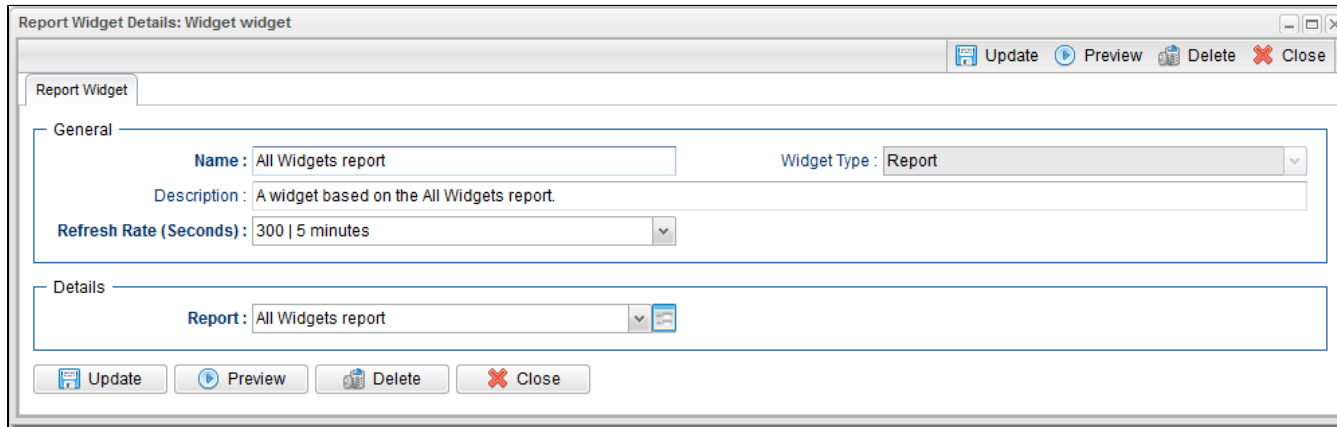 Report Widget Details: Widget widget
Update Preview Delete Close
Report Widget
General
Name : All Widgets report Widget Type : Report
Description : A widget based on the All Widgets report.
Refresh Rate (Seconds) : 300 | 5 minutes
Details
Report : All Widgets report
Update Preview Delete Close